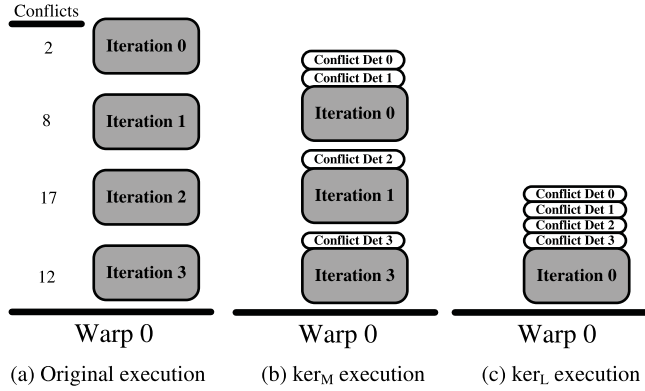 Conflicts
2
Iteration 0
8
Iteration 1
17
Iteration 2
12
Iteration 3
Warp 0
(a) Original execution
Conflict Det 0
Conflict Det 1
Iteration 0
Conflict Det 2
Iteration 1
Conflict Det 3
Iteration 3
Warp 0
(b) kerM execution
Conflict Det 0
Conflict Det 1
Conflict Det 2
Conflict Det 3
Iteration 0
Warp 0
(c) kerL execution